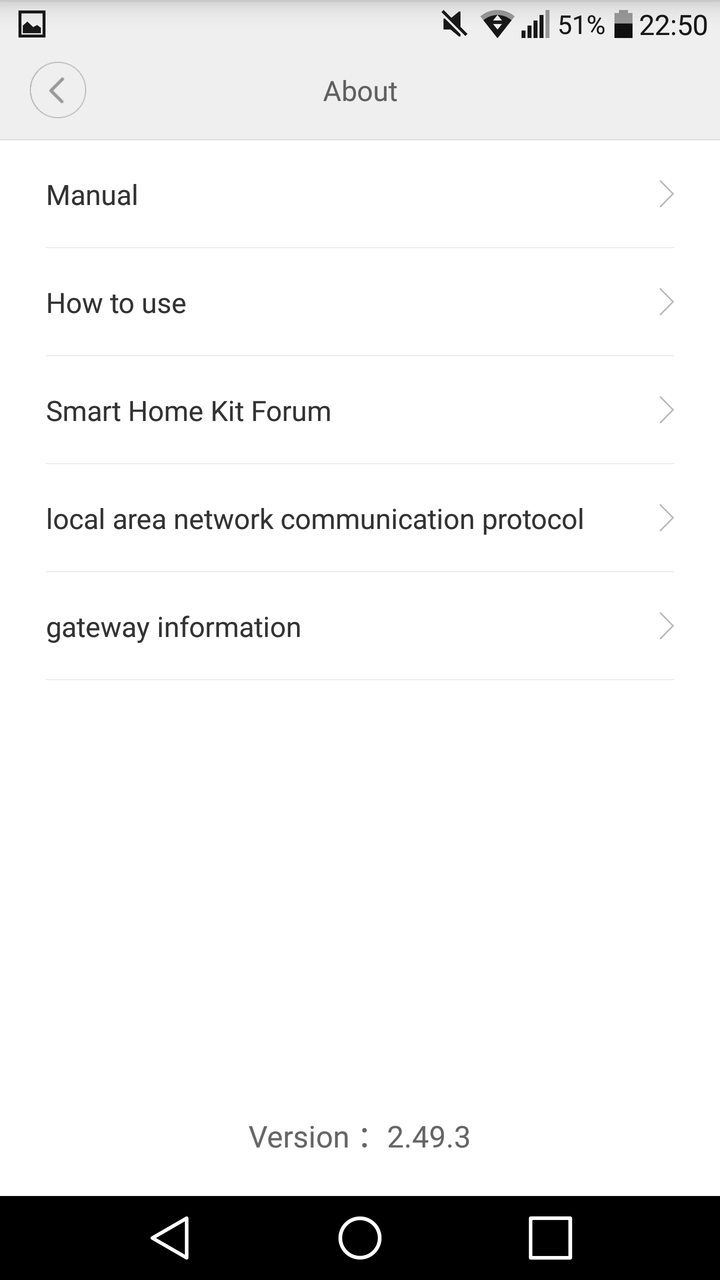 51% 22:50
About
Manual
How to use
Smart Home Kit Forum
local area network communication protocol
gateway information
Version： 2.49.3